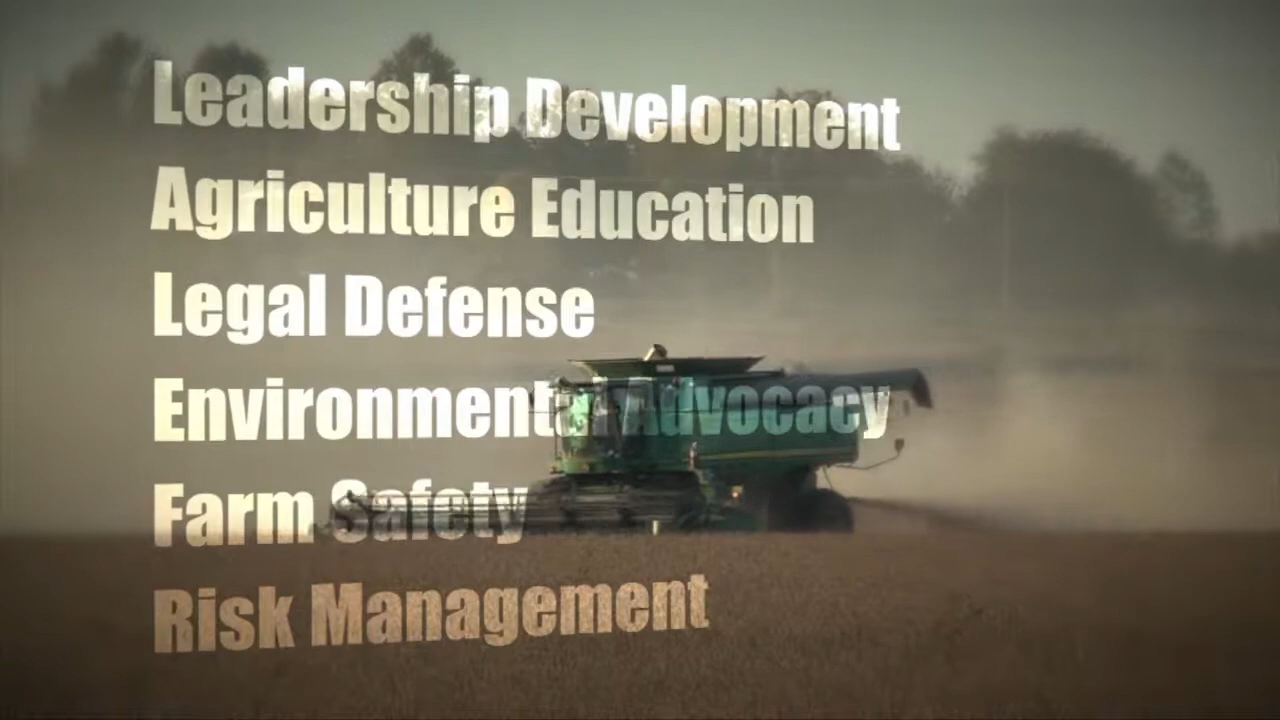 Leadership Development
Agriculture Education
Legal Defense
Environmental Advocacy
Farm Safety
Risk Management